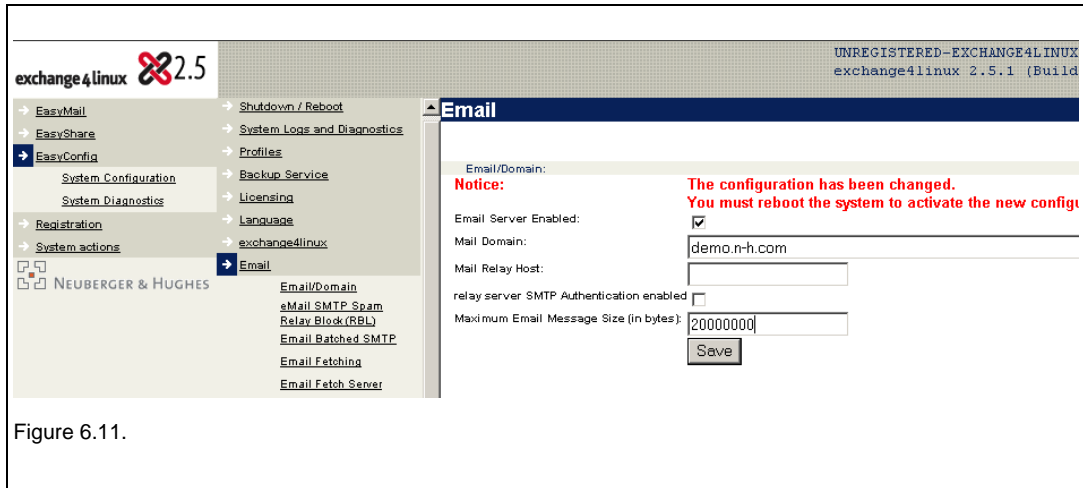 exchange4linux 2.5
UNREGISTERED-EXCHANGE4LINUX
exchange4linux 2.5.1 (Build
EasyMail
EasyShare
EasyConfig
System Configuration
System Diagnostics
Registration
System actions
NEUBERGER & HUGHES
Shutdown / Reboot
System Logs and Diagnostics
Profiles
Backup Service
Licensing
Language
exchange4linux
Email
Email/Domain
eMail SMTP Spam
Relay Block (RBL)
Email Batched SMTP
Email Fetching
Email Fetch Server
Email
Email/Domain:
Notice: The configuration has been changed.
You must reboot the system to activate the new configu
Email Server Enabled:
Mail Domain: demo.n-h.com
Mail Relay Host:
relay server SMTP Authentication enabled
Maximum Email Message Size (in bytes): 20000000
Save
Figure 6.11.